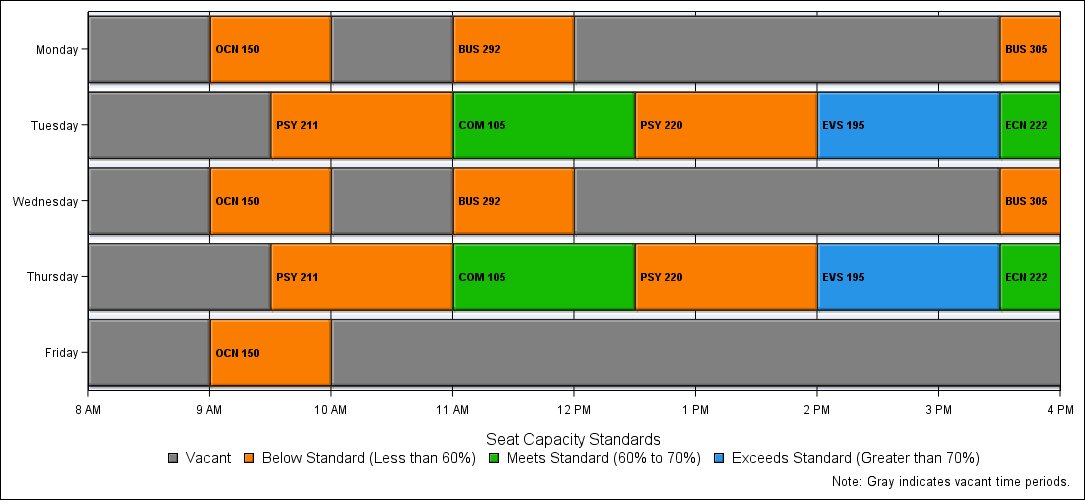 Monday OCN 150 BUS 292 BUS 305
Tuesday PSY 211 COM 105 PSY 220 EVS 195 ECN 222
Wednesday OCN 150 BUS 292 BUS 305
Thursday PSY 211 COM 105 PSY 220 EVS 195 ECN 222
Friday OCN 150
8 AM 9 AM 10 AM 11 AM 12 PM 1 PM 2 PM 3 PM 4 PM
Seat Capacity Standards
Vacant Below Standard (Less than 60%) Meets Standard (60% to 70%) Exceeds Standard (Greater than 70%)
Note: Gray indicates vacant time periods.